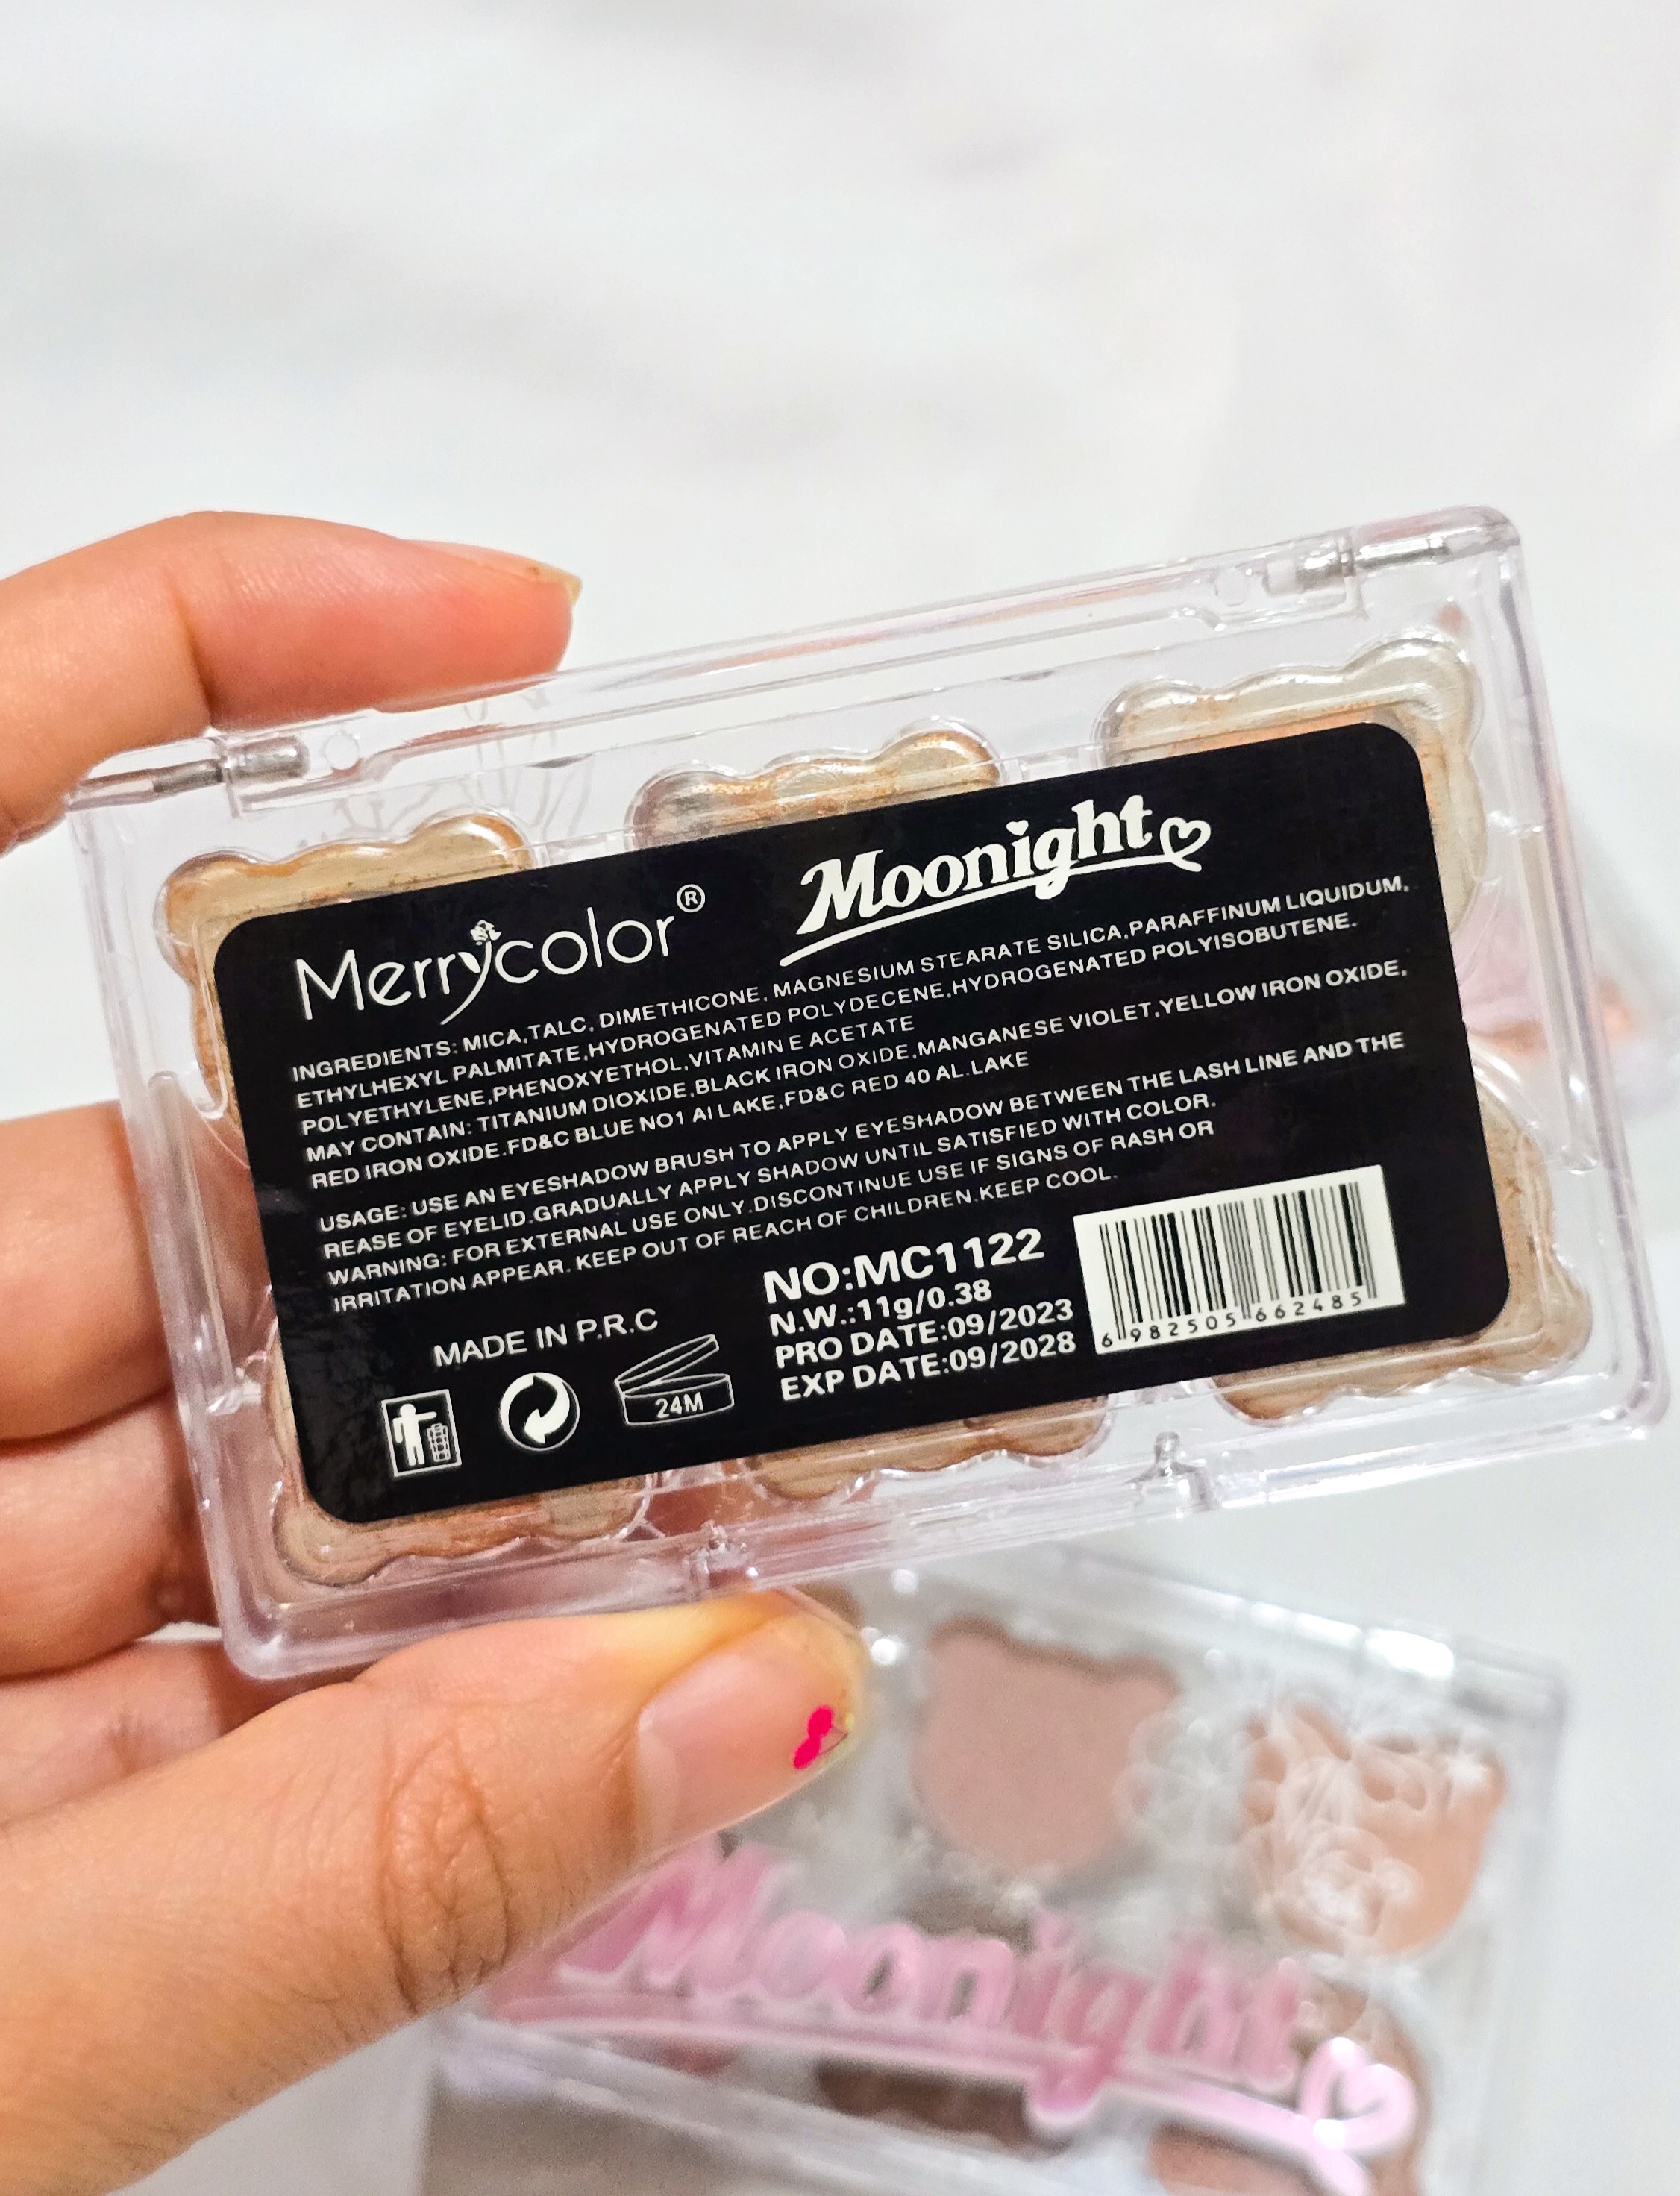 Merrycolor®
Moonight
INGREDIENTS: MICA,TALC, DIMETHICONE, MAGNESIUM STEARATE SILICA,PARAFFINUM LIQUIDUM,
ETHYLHEXYL PALMITATE,HYDROGENATED POLYDECENE,HYDROGENATED POLYISOBUTENE.
POLYETHYLENE,PHENOXYETHOL,VITAMIN E ACETATE
MAY CONTAIN: TITANIUM DIOXIDE,BLACK IRON OXIDE,MANGANESE VIOLET,YELLOW IRON OXIDE,
RED IRON OXIDE.FD&C BLUE NO1 Al LAKE,FD&C RED 40 AL.LAKE
USAGE: USE AN EYESHADOW BRUSH TO APPLY EYESHADOW BETWEEN THE LASH LINE AND THE
REASE OF EYELID.GRADUALLY APPLY SHADOW UNTIL SATISFIED WITH COLOR.
WARNING: FOR EXTERNAL USE ONLY.DISCONTINUE USE IF SIGNS OF RASH OR
IRRITATION APPEAR. KEEP OUT OF REACH OF CHILDREN.KEEP COOL.
MADE IN P.R.C
24M
NO:MC1122
N.W.:11g/0.38
PRO DATE:09/2023
EXP DATE:09/2028
6 982505 662485
Moonight